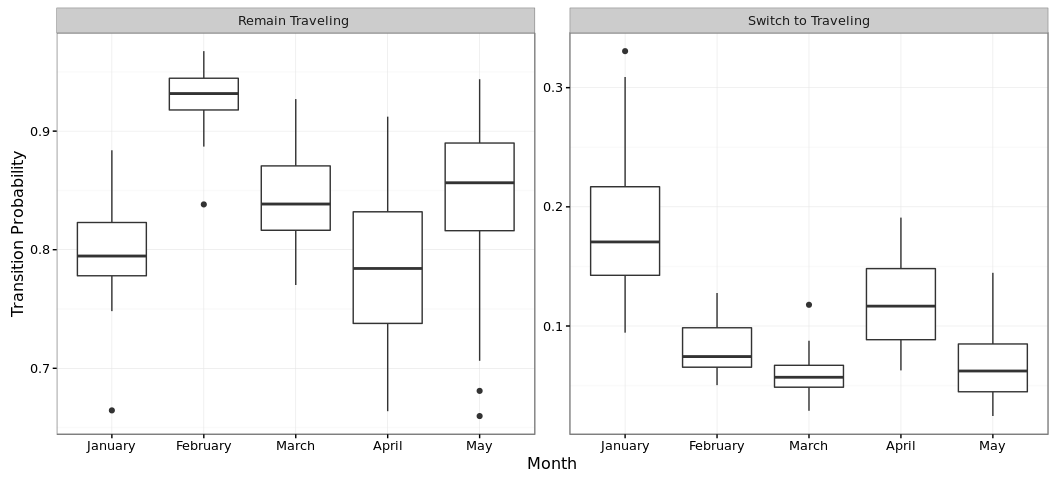 Remain Traveling
Switch to Traveling
Transition Probability
0.9
0.8
0.7
0.3
0.2
0.1
January February March April May
January February March April May
Month